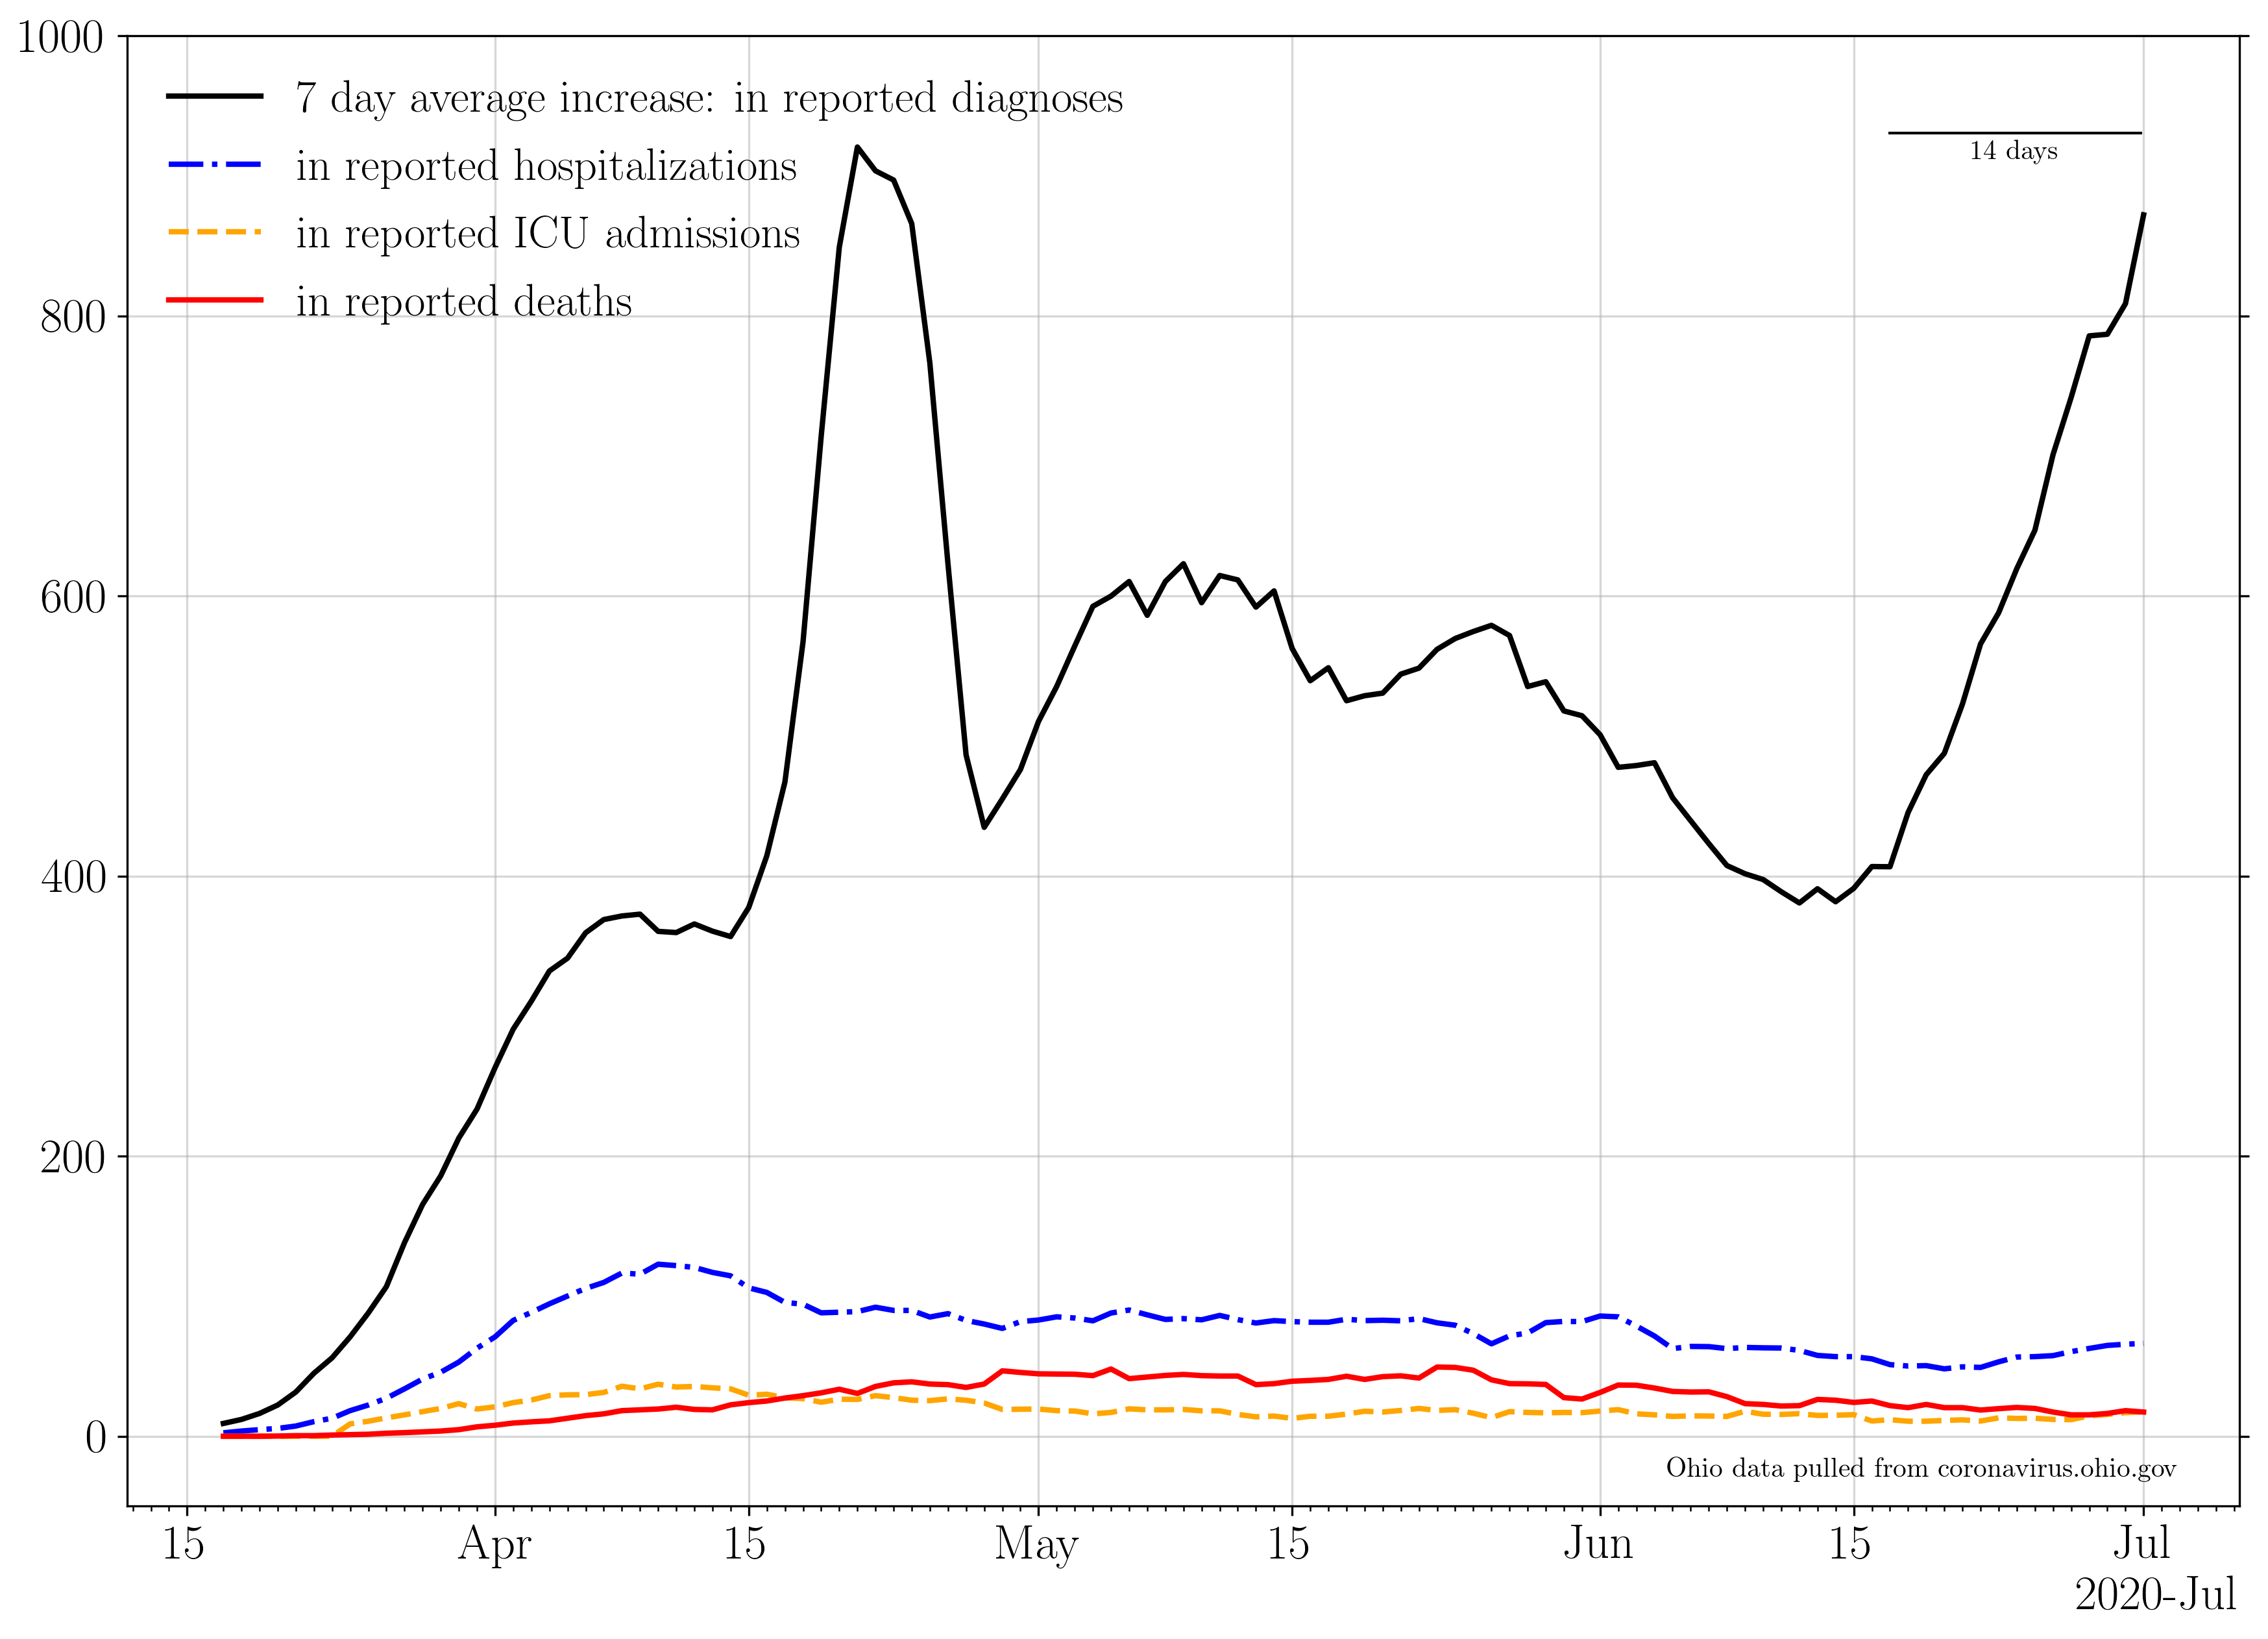 1000
7 day average increase: in reported diagnoses
in reported hospitalizations
14 days
in reported ICU admissions
in reported deaths
800
600
400
200
0
Ohio data pulled from coronavirus.ohio.gov
15 Apr 15 May 15 Jun 15 Jul
2020-Jul